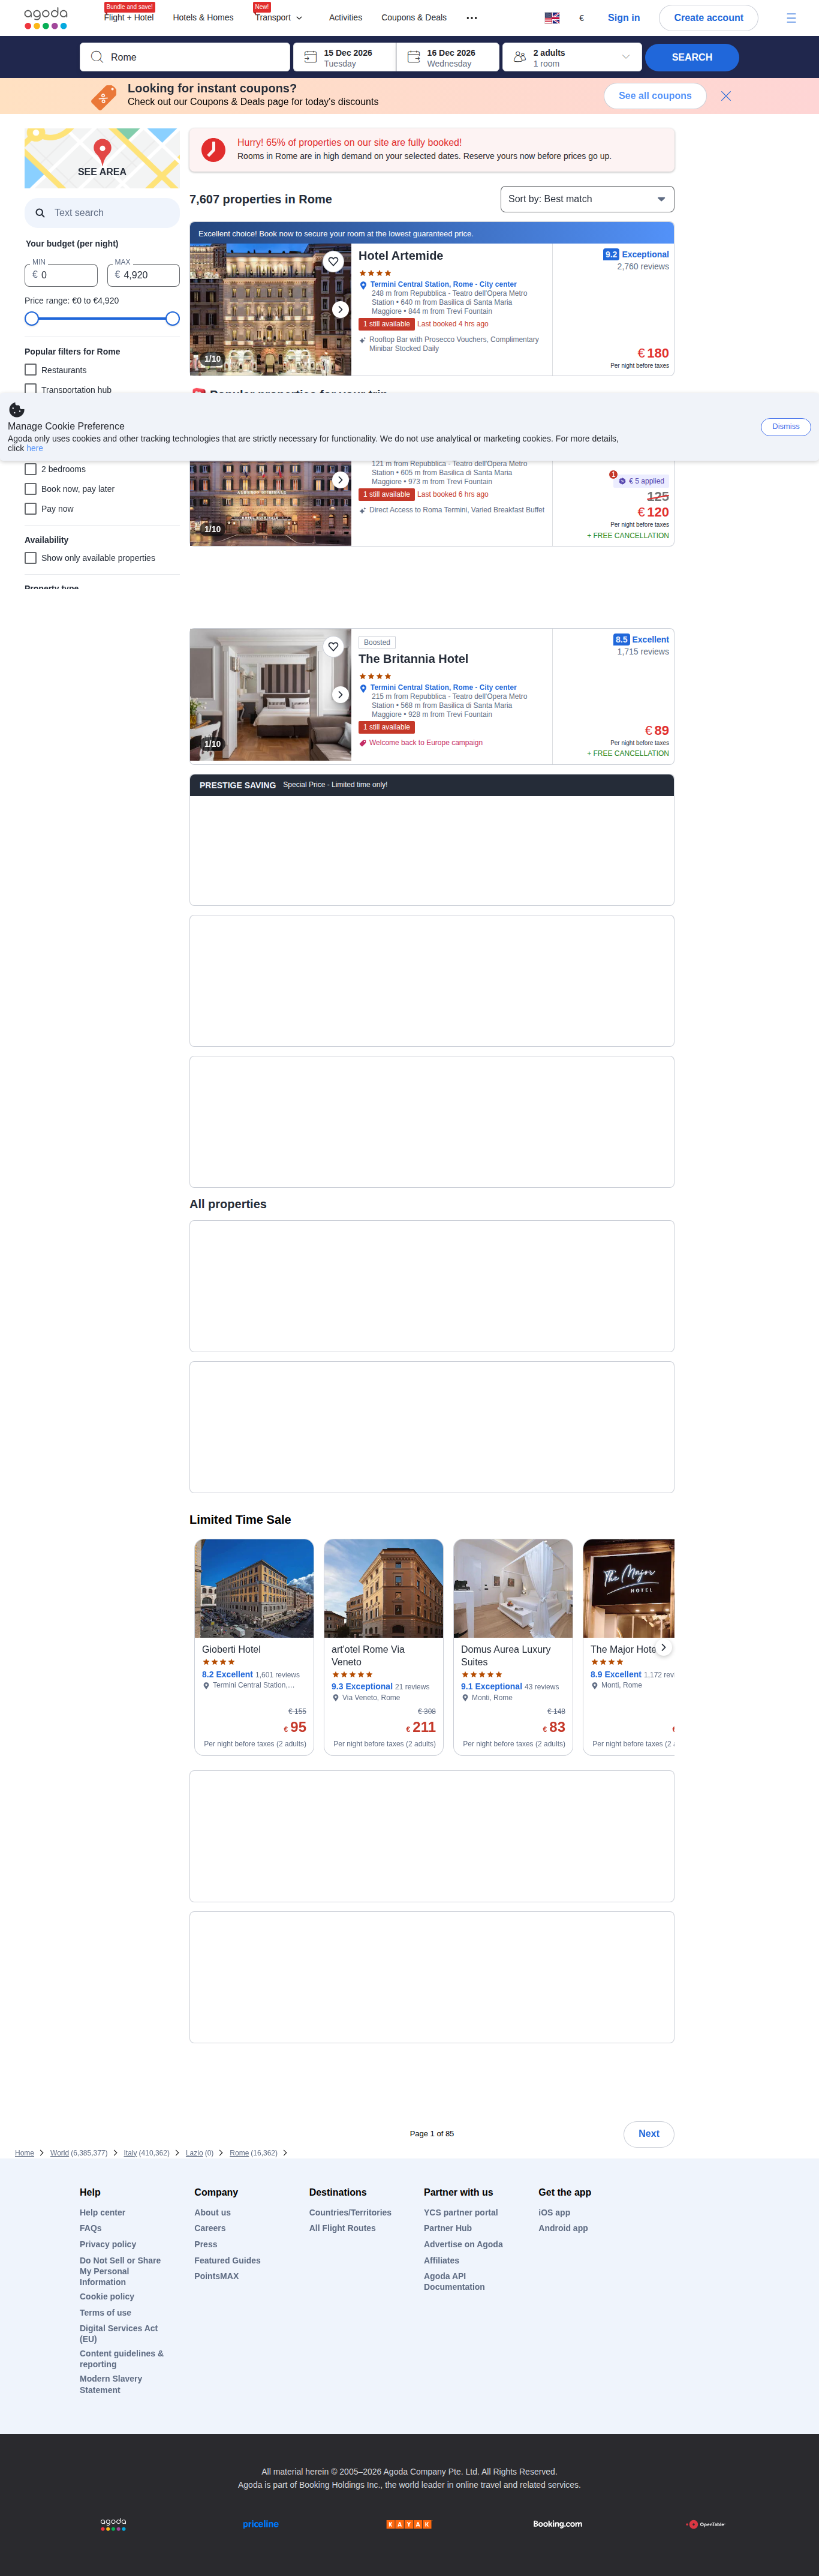 agoda
Bundle and save!
Flight + Hotel
Hotels & Homes
New!
Transport
Activities
Coupons & Deals
€
Sign in
Create account
Rome
15 Dec 2026
Tuesday
16 Dec 2026
Wednesday
2 adults
1 room
SEARCH
Looking for instant coupons?
Check out our Coupons & Deals page for today's discounts
See all coupons
SEE AREA
Text search
Your budget (per night)
MIN
€ 0
MAX
€ 4,920
Price range: €0 to €4,920
Popular filters for Rome
Restaurants
Transportation hub
Hurry! 65% of properties on our site are fully booked!
Rooms in Rome are in high demand on your selected dates. Reserve yours now before prices go up.
7,607 properties in Rome
Sort by: Best match
Excellent choice! Book now to secure your room at the lowest guaranteed price.
1/10
Hotel Artemide
Termini Central Station, Rome - City center
248 m from Repubblica - Teatro dell'Opera Metro
Station • 640 m from Basilica di Santa Maria
Maggiore • 844 m from Trevi Fountain
1 still available Last booked 4 hrs ago
Rooftop Bar with Prosecco Vouchers, Complimentary
Minibar Stocked Daily
9.2 Exceptional
2,760 reviews
€ 180
Per night before taxes
Popular properties for your trip
Manage Cookie Preference
Agoda only uses cookies and other tracking technologies that are strictly necessary for functionality. We do not use analytical or marketing cookies. For more details,
click here
Dismiss
2 bedrooms
Book now, pay later
Pay now
Availability
Show only available properties
Property type
1/10
121 m from Repubblica - Teatro dell'Opera Metro
Station • 605 m from Basilica di Santa Maria
Maggiore • 973 m from Trevi Fountain
1 still available Last booked 6 hrs ago
Direct Access to Roma Termini, Varied Breakfast Buffet
1
€ 5 applied
125
€ 120
Per night before taxes
+ FREE CANCELLATION
1/10
Boosted
The Britannia Hotel
Termini Central Station, Rome - City center
215 m from Repubblica - Teatro dell'Opera Metro
Station • 568 m from Basilica di Santa Maria
Maggiore • 928 m from Trevi Fountain
1 still available
Welcome back to Europe campaign
8.5 Excellent
1,715 reviews
€ 89
Per night before taxes
+ FREE CANCELLATION
PRESTIGE SAVING Special Price - Limited time only!
All properties
Limited Time Sale
Gioberti Hotel
8.2 Excellent 1,601 reviews
Termini Central Station,...
€ 155
€ 95
Per night before taxes (2 adults)
art'otel Rome Via
Veneto
9.3 Exceptional 21 reviews
Via Veneto, Rome
€ 308
€ 211
Per night before taxes (2 adults)
Domus Aurea Luxury
Suites
9.1 Exceptional 43 reviews
Monti, Rome
€ 148
€ 83
Per night before taxes (2 adults)
The Major
HOTEL
The Major Hotel
8.9 Excellent 1,172 rev
Monti, Rome
Per night before taxes (2
Page 1 of 85
Next
Home
World (6,385,377)
Italy (410,362)
Lazio (0)
Rome (16,362)
Help
Help center
FAQs
Privacy policy
Do Not Sell or Share
My Personal
Information
Cookie policy
Terms of use
Digital Services Act
(EU)
Content guidelines &
reporting
Modern Slavery
Statement
Company
About us
Careers
Press
Featured Guides
PointsMAX
Destinations
Countries/Territories
All Flight Routes
Partner with us
YCS partner portal
Partner Hub
Advertise on Agoda
Affiliates
Agoda API
Documentation
Get the app
iOS app
Android app
All material herein © 2005–2026 Agoda Company Pte. Ltd. All Rights Reserved.
Agoda is part of Booking Holdings Inc., the world leader in online travel and related services.
agoda
priceline
KAYAK
Booking.com
OpenTable